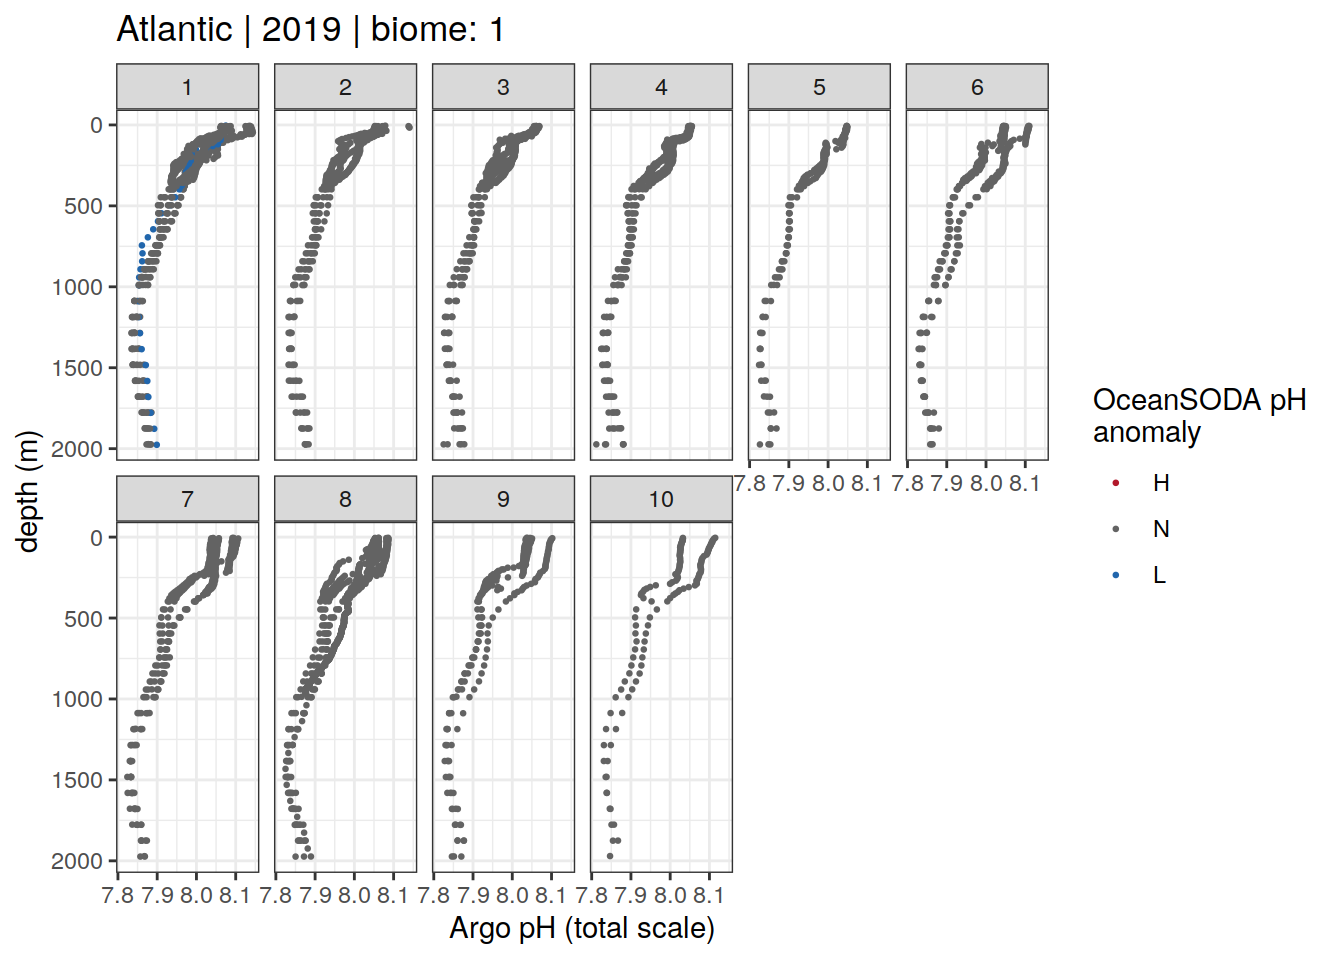 Atlantic | 2019 | biome: 1
1 2 3 4 5 6
0
500
1000
1500
2000
7.8 7.9 8.0 8.1 7.8 7.9 8.0 8.1
7 8 9 10
0
500
1000
1500
2000
7.8 7.9 8.0 8.1 7.8 7.9 8.0 8.1 7.8 7.9 8.0 8.1 7.8 7.9 8.0 8.1
Argo pH (total scale)
depth (m)
OceanSODA pH
anomaly
H
N
L